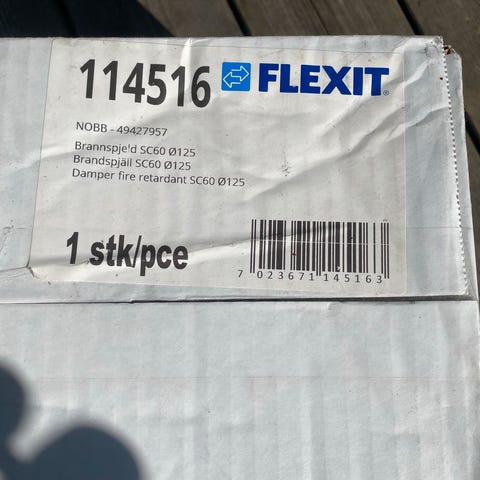 114516 FLEXIT®
NOBB - 49427957
Brannspjeld SC60 Ø125
Brandspjäll SC60 Ø125
Damper fire retardant SC60 Ø125
1 stk/pce
7 023671 145163